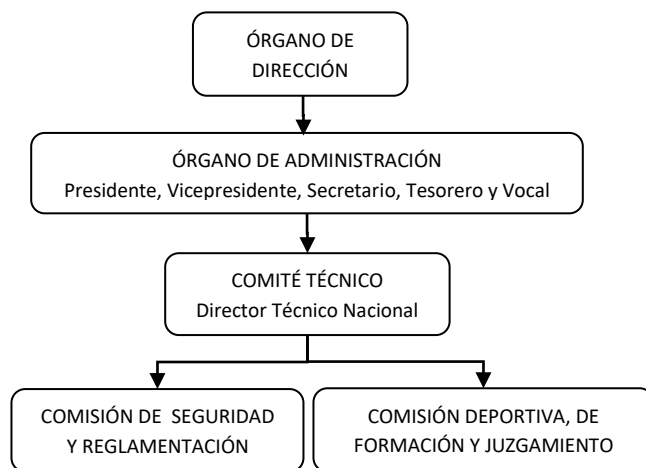 ÓRGANO DE
DIRECCIÓN
ÓRGANO DE ADMINISTRACIÓN
Presidente, Vicepresidente, Secretario, Tesorero y Vocal
COMITÉ TÉCNICO
Director Técnico Nacional
COMISIÓN DE SEGURIDAD
Y REGLAMENTACIÓN
COMISIÓN DEPORTIVA, DE
FORMACIÓN Y JUZGAMIENTO